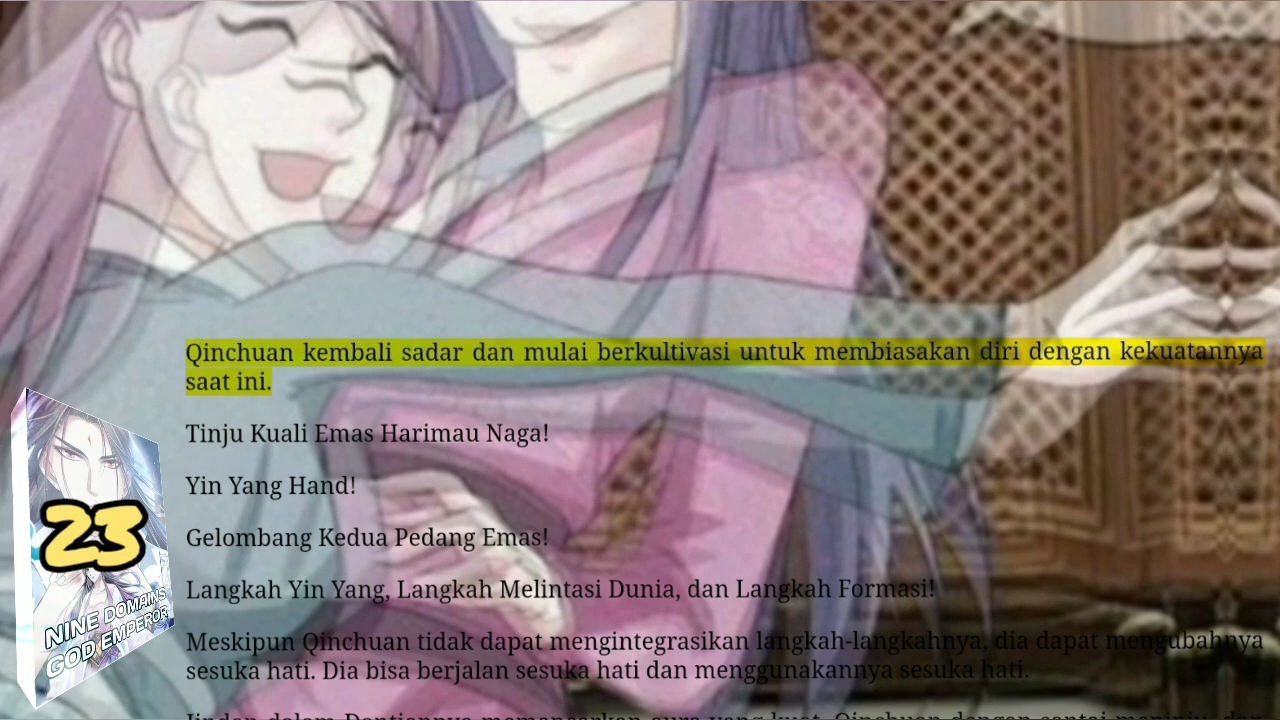 Qinchuan kembali sadar dan mulai berkultivasi untuk membiasakan diri dengan kekuatannya
saat ini.
Tinju Kuali Emas Harimau Naga!
Yin Yang Hand!
Gelombang Kedua Pedang Emas!
Langkah Yin Yang, Langkah Melintasi Dunia, dan Langkah Formasi!
Meskipun Qinchuan tidak dapat mengintegrasikan langkah-langkahnya, dia dapat mengubahnya
sesuka hati. Dia bisa berjalan sesuka hati dan menggunakannya sesuka hati.
23
NINE DOMAINS
GOD EMPEROR